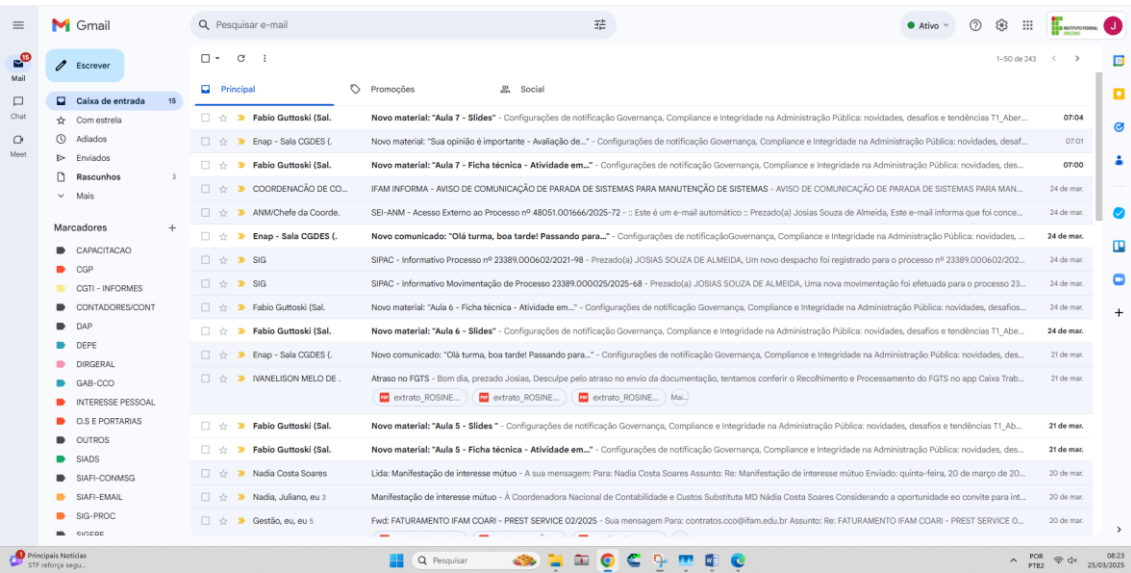 Gmail
Pesquisar e-mail
Ativo
INSTITUTO FEDERAL
J
15
Mail
Chat
Meet
Escrever
Caixa de entrada 15
Com estrela
Adiados
Enviados
Rascunhos 3
Mais
Marcadores +
CAPACITACAO
CGP
CGTI - INFORMES
CONTADORES/CONT
DAP
DEPE
DIRGERAL
GAB-CCO
INTERESSE PESSOAL
O.S E PORTARIAS
OUTROS
SIADS
SIAFI-CONMSG
SIAFI-EMAIL
SIG-PROC
SIGEPE
1–50 de 243
Principal Promoções Social
Fabio Guttoski (Sal. Novo material: "Aula 7 - Slides" - Configurações de notificação Governança, Compliance e Integridade na Administração Pública: novidades, desafios e tendências T1_Aber... 07:04
Enap - Sala CGDES (. Novo material: "Sua opinião é importante - Avaliação de..." - Configurações de notificação Governança, Compliance e Integridade na Administração Pública: novidades, desaf... 07:01
Fabio Guttoski (Sal. Novo material: "Aula 7 - Ficha técnica - Atividade em..." - Configurações de notificação Governança, Compliance e Integridade na Administração Pública: novidades, des... 07:00
COORDENACÃO DE CO... IFAM INFORMA - AVISO DE COMUNICAÇÃO DE PARADA DE SISTEMAS PARA MANUTENÇÃO DE SISTEMAS - AVISO DE COMUNICAÇÃO DE PARADA DE SISTEMAS PARA MAN... 24 de mar.
ANM/Chefe da Coorde. SEI-ANM - Acesso Externo ao Processo nº 48051.001666/2025-72 - :: Este é um e-mail automático :: Prezado(a) Josias Souza de Almeida, Este e-mail informa que foi conce... 24 de mar.
Enap - Sala CGDES (. Novo comunicado: "Olá turma, boa tarde! Passando para..." - Configurações de notificaçãoGovernança, Compliance e Integridade na Administração Pública: novidades, ... 24 de mar.
SIG SIPAC - Informativo Processo nº 23389.000602/2021-98 - Prezado(a) JOSIAS SOUZA DE ALMEIDA, Um novo despacho foi registrado para o processo nº 23389.000602/202... 24 de mar.
SIG SIPAC - Informativo Movimentação de Processo 23389.000025/2025-68 - Prezado(a) JOSIAS SOUZA DE ALMEIDA, Uma nova movimentação foi efetuada para o processo 23... 24 de mar.
Fabio Guttoski (Sal. Novo material: "Aula 6 - Ficha técnica - Atividade em..." - Configurações de notificação Governança, Compliance e Integridade na Administração Pública: novidades, desafios... 24 de mar.
Fabio Guttoski (Sal. Novo material: "Aula 6 - Slides" - Configurações de notificação Governança, Compliance e Integridade na Administração Pública: novidades, desafios e tendências T1_Abe... 24 de mar.
Enap - Sala CGDES (. Novo comunicado: "Olá turma, boa tarde! Passando para..." - Configurações de notificação Governança, Compliance e Integridade na Administração Pública: novidades, des... 21 de mar.
IVANELISON MELO DE . Atraso no FGTS - Bom dia, prezado Josias, Desculpe pelo atraso no envio da documentação, tentamos conferir o Recolhimento e Processamento do FGTS no app Caixa Trab... 21 de mar.
PDF extrato_ROSINE... PDF extrato_ROSINE... PDF extrato_ROSINE... Mai...
Fabio Guttoski (Sal. Novo material: "Aula 5 - Slides " - Configurações de notificação Governança, Compliance e Integridade na Administração Pública: novidades, desafios e tendências T1_Ab... 21 de mar.
Fabio Guttoski (Sal. Novo material: "Aula 5 - Ficha técnica - Atividade em..." - Configurações de notificação Governança, Compliance e Integridade na Administração Pública: novidades, des... 21 de mar.
Nadia Costa Soares Lida: Manifestação de interesse mútuo - A sua mensagem: Para: Nadia Costa Soares Assunto: Re: Manifestação de interesse mútuo Enviado: quinta-feira, 20 de março de 20... 20 de mar.
Nadia, Juliano, eu 3 Manifestação de interesse mútuo - À Coordenadora Nacional de Contabilidade e Custos Substituta MD Nádia Costa Soares Considerando a oportunidade eo convite para int... 20 de mar.
Gestão, eu, eu 5 Fwd: FATURAMENTO IFAM COARI - PREST SERVICE 02/2025 - Sua mensagem Para: contratos.cco@ifam.edu.br Assunto: Re: FATURAMENTO IFAM COARI - PREST SERVICE 0... 20 de mar.
1
Principais Notícias
STF reforça segu...
Pesquisar
POR
PTB2
08:23
25/03/2025